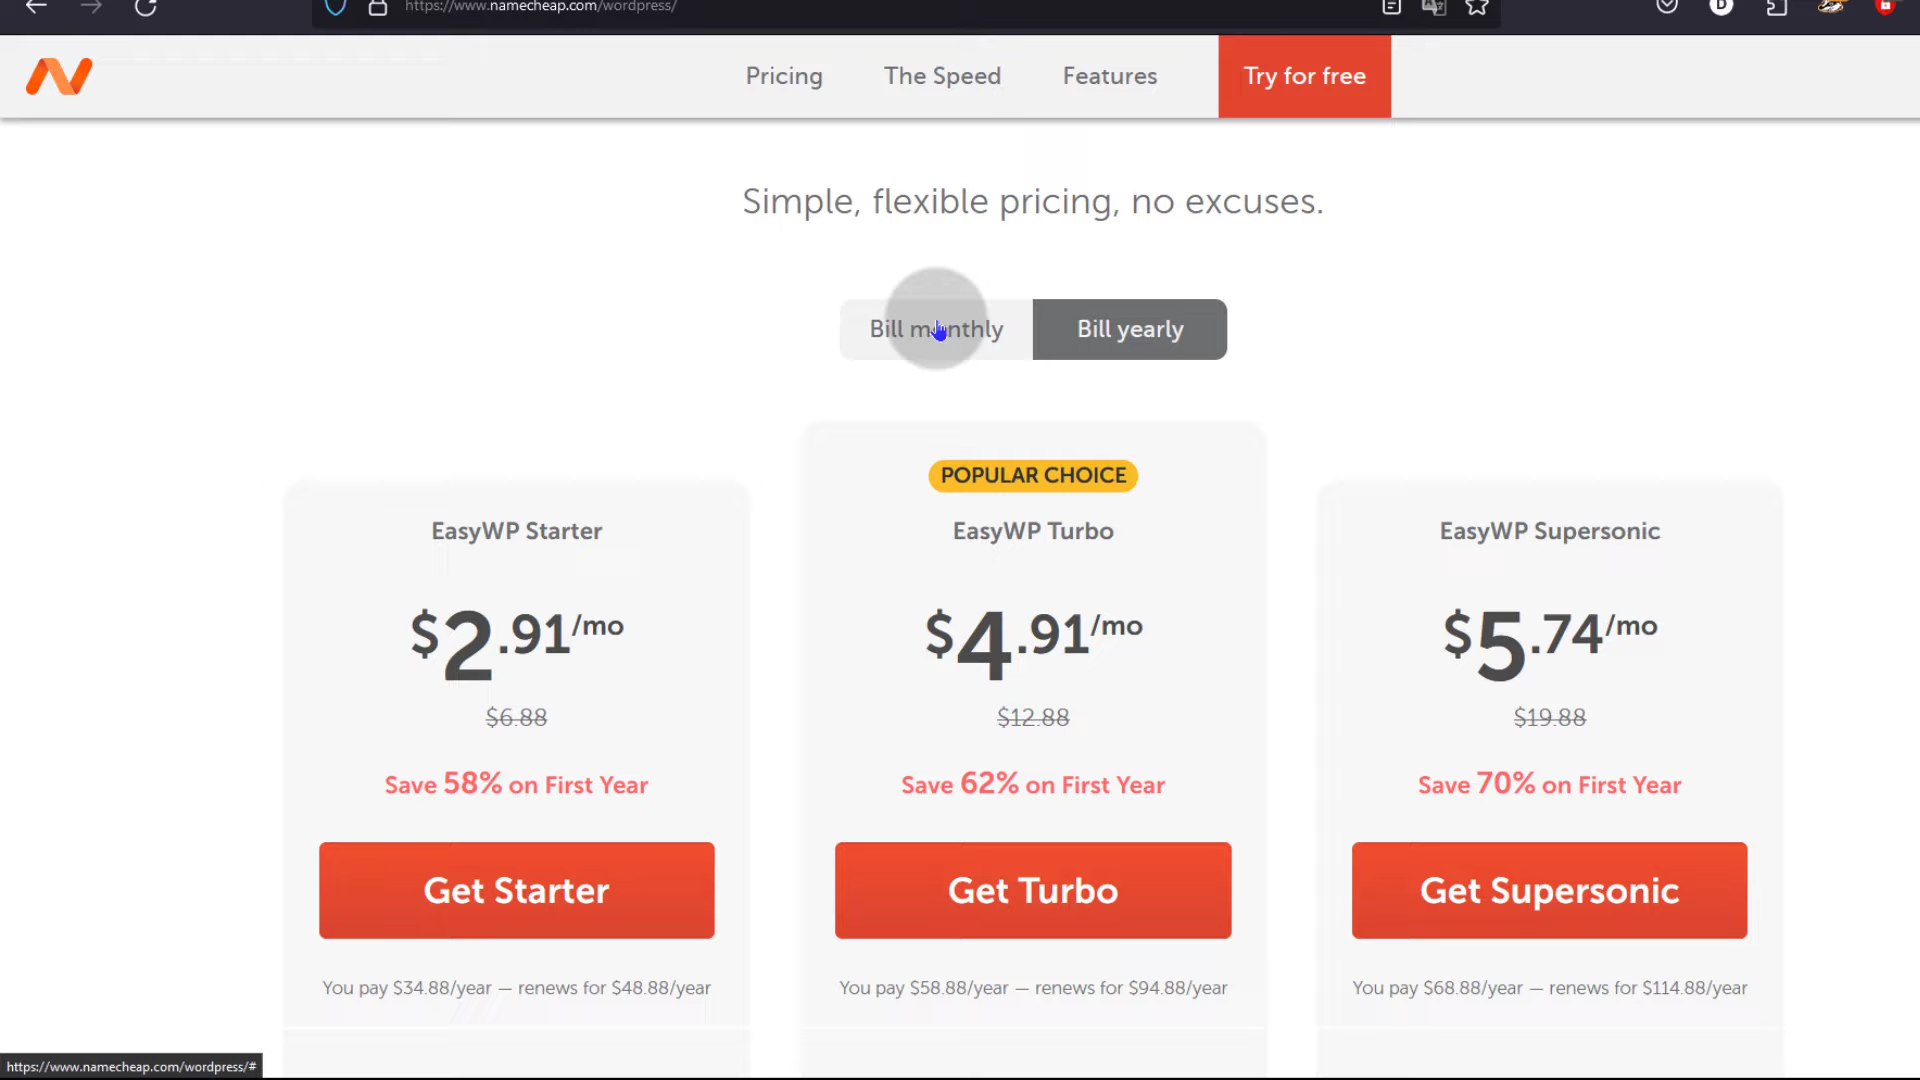 https://www.namecheap.com/wordpress/
Pricing
The Speed
Features
Try for free
Simple, flexible pricing, no excuses.
Bill monthly
Bill yearly
POPULAR CHOICE
EasyWP Starter
EasyWP Turbo
EasyWP Supersonic
$2.91/mo
$4.91/mo
$5.74/mo
$6.88
$12.88
$19.88
Save 58% on First Year
Save 62% on First Year
Save 70% on First Year
Get Starter
Get Turbo
Get Supersonic
You pay $34.88/year — renews for $48.88/year
You pay $58.88/year — renews for $94.88/year
You pay $68.88/year — renews for $114.88/year
https://www.namecheap.com/wordpress/#